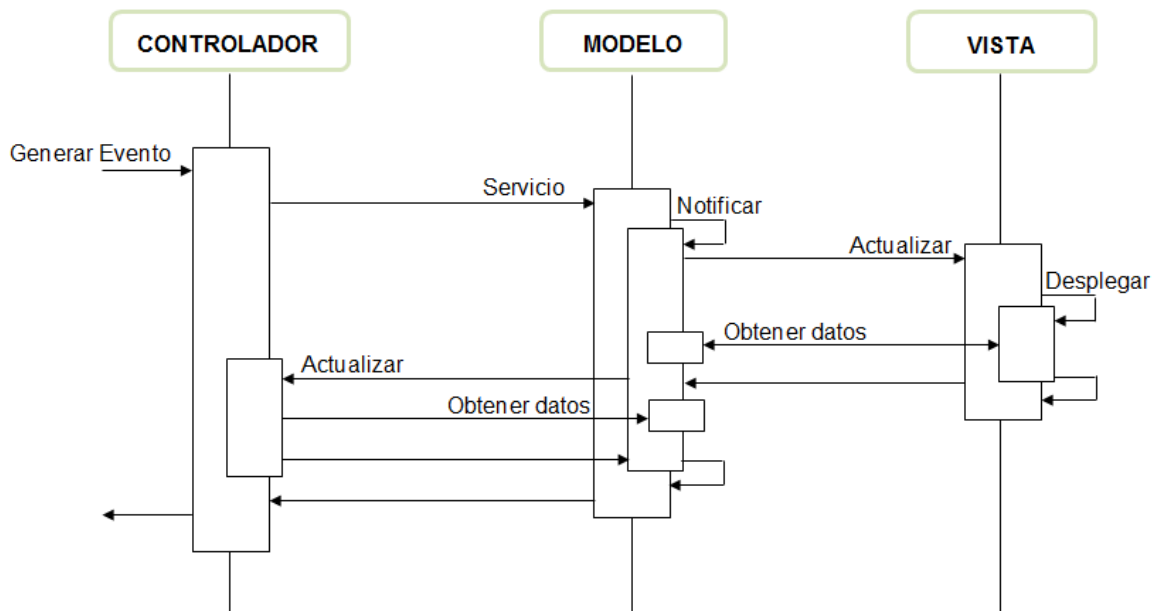 CONTROLADOR
MODELO
VISTA
Generar Evento
Servicio
Notificar
Actualizar
Desplegar
Obtener datos
Actualizar
Obtener datos